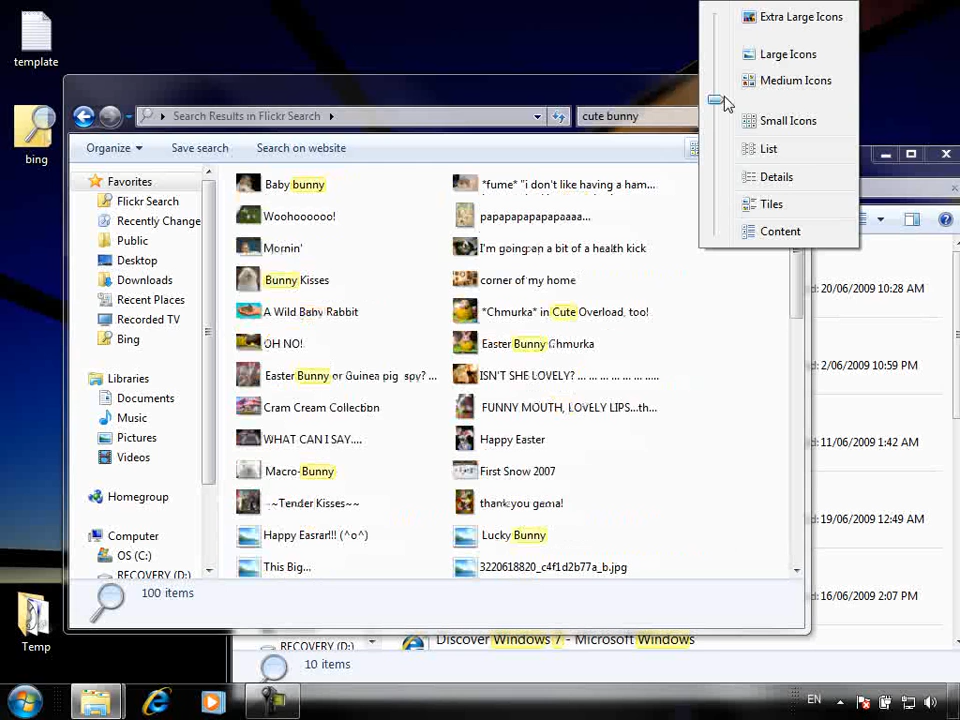 template
bing
Temp
Search Results in Flickr Search
cute bunny
Organize
Save search
Search on website
Favorites
Flickr Search
Recently Change
Public
Desktop
Downloads
Recent Places
Recorded TV
Bing
Libraries
Documents
Music
Pictures
Videos
Homegroup
Computer
OS (C:)
RECOVERY (D:)
Baby bunny
Woohoooooo!
Mornin'
Bunny Kisses
A Wild Baby Rabbit
OH NO!
Easter Bunny or Guinea pig spy? ...
Cram Cream Collection
WHAT CAN I SAY....
Macro-Bunny
~~Tender Kisses~~
Happy Easrar!!! (^o^)
This Big...
*fume* "i don't like having a ham...
papapapapapapaaa...
I'm going on a bit of a health kick
corner of my home
*Chmurka* in Cute Overload, too!
Easter Bunny Chmurka
ISN'T SHE LOVELY? ... ... ... ... ... .....
FUNNY MOUTH, LOVELY LIPS...th...
Happy Easter
First Snow 2007
thank you gema!
Lucky Bunny
3220618820_c4f1d2b77a_b.jpg
100 items
Extra Large Icons
Large Icons
Medium Icons
Small Icons
List
Details
Tiles
Content
d: 20/06/2009 10:28 AM
d: 2/06/2009 10:59 PM
d: 11/06/2009 1:42 AM
d: 19/06/2009 12:49 AM
d: 16/06/2009 2:07 PM
RECOVERY (D:)
Discover Windows 7 - Microsoft Windows
10 items
EN